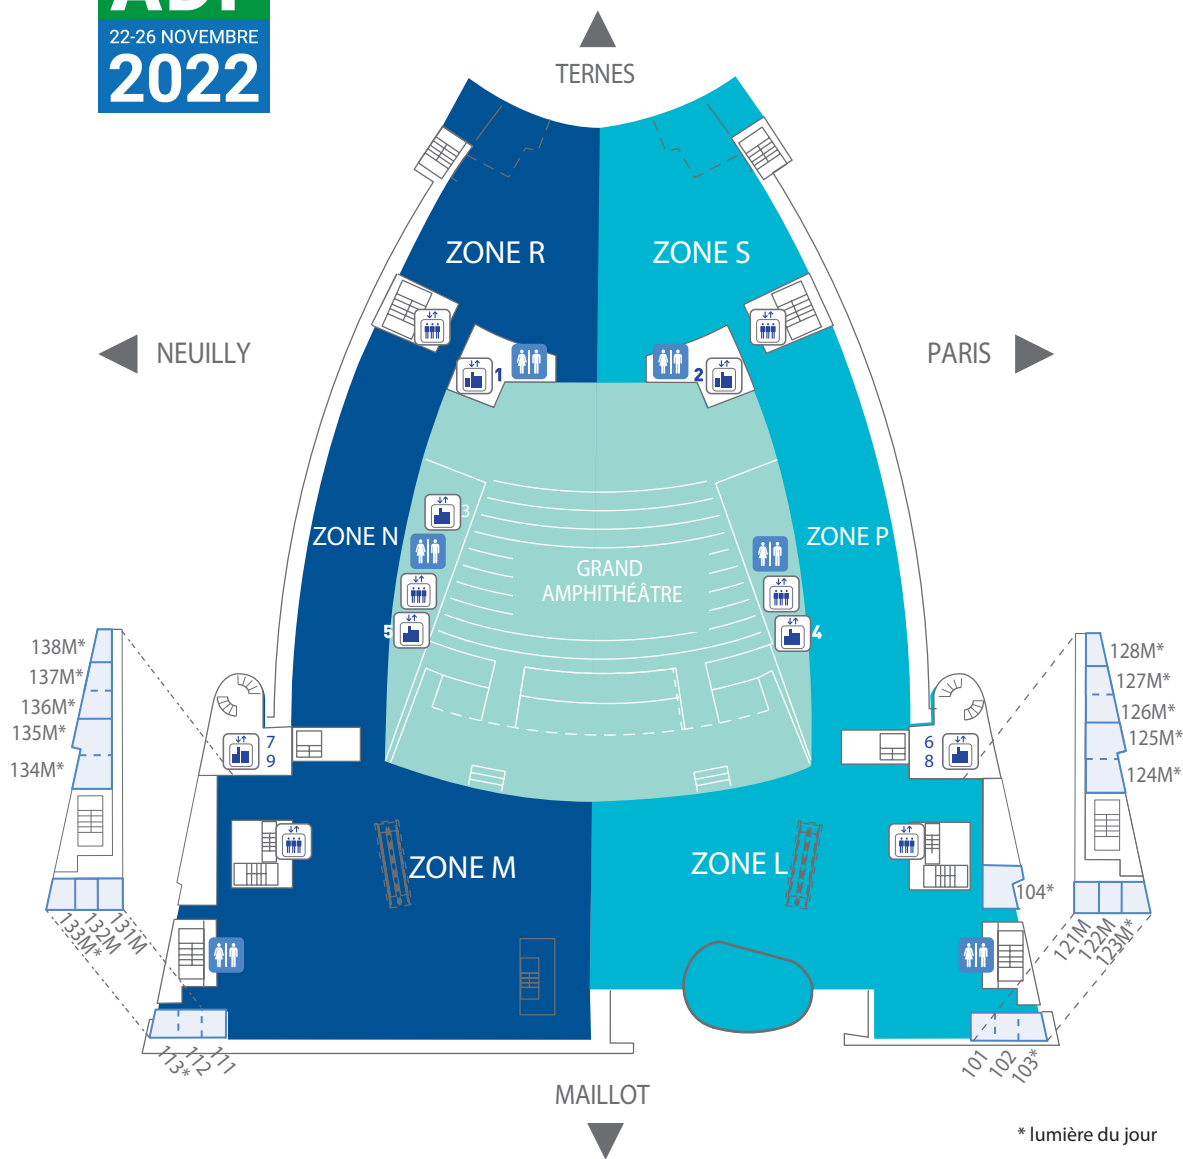 ADF
22-26 NOVEMBRE
2022
TERNES
ZONE R
ZONE S
NEUILLY
PARIS
1
2
3
ZONE N
ZONE P
GRAND
AMPHITHÉÂTRE
5
4
138M*
137M*
136M*
135M*
134M*
128M*
127M*
126M*
125M*
124M*
7
9
6
8
ZONE M
ZONE L
104*
133M*
132M
131M
121M
122M
123M*
113*
112
111
101
102
103*
MAILLOT
* lumière du jour